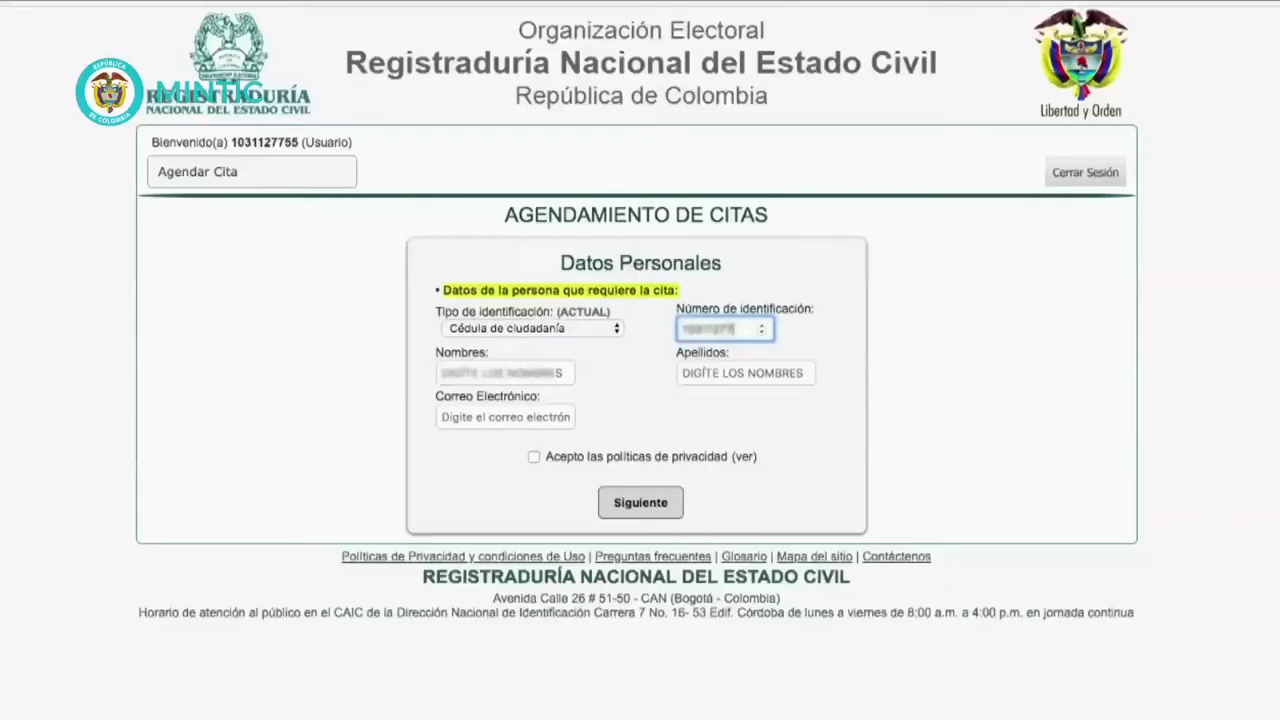 Organización Electoral
Registraduría Nacional del Estado Civil
República de Colombia
REPÚBLICA
DE COLOMBIA
MINTIC
REGISTRADURÍA
NACIONAL DEL ESTADO CIVIL
Libertad y Orden
Bienvenido(a) 1031127755 (Usuario)
Agendar Cita
Cerrar Sesión
AGENDAMIENTO DE CITAS
Datos Personales
• Datos de la persona que requiere la cita:
Tipo de identificación: (ACTUAL)
Número de identificación:
Cédula de ciudadanía
Nombres:
Apellidos:
DIGÍTE LOS NOMBRES
Correo Electrónico:
Digite el correo electrón
Acepto las políticas de privacidad (ver)
Siguiente
Políticas de Privacidad y condiciones de Uso | Preguntas frecuentes | Glosario | Mapa del sitio | Contáctenos
REGISTRADURÍA NACIONAL DEL ESTADO CIVIL
Avenida Calle 26 # 51-50 - CAN (Bogotá - Colombia)
Horario de atención al público en el CAIC de la Dirección Nacional de Identificación Carrera 7 No. 16- 53 Edif. Córdoba de lunes a viernes de 8:00 a.m. a 4:00 p.m. en jornada continua